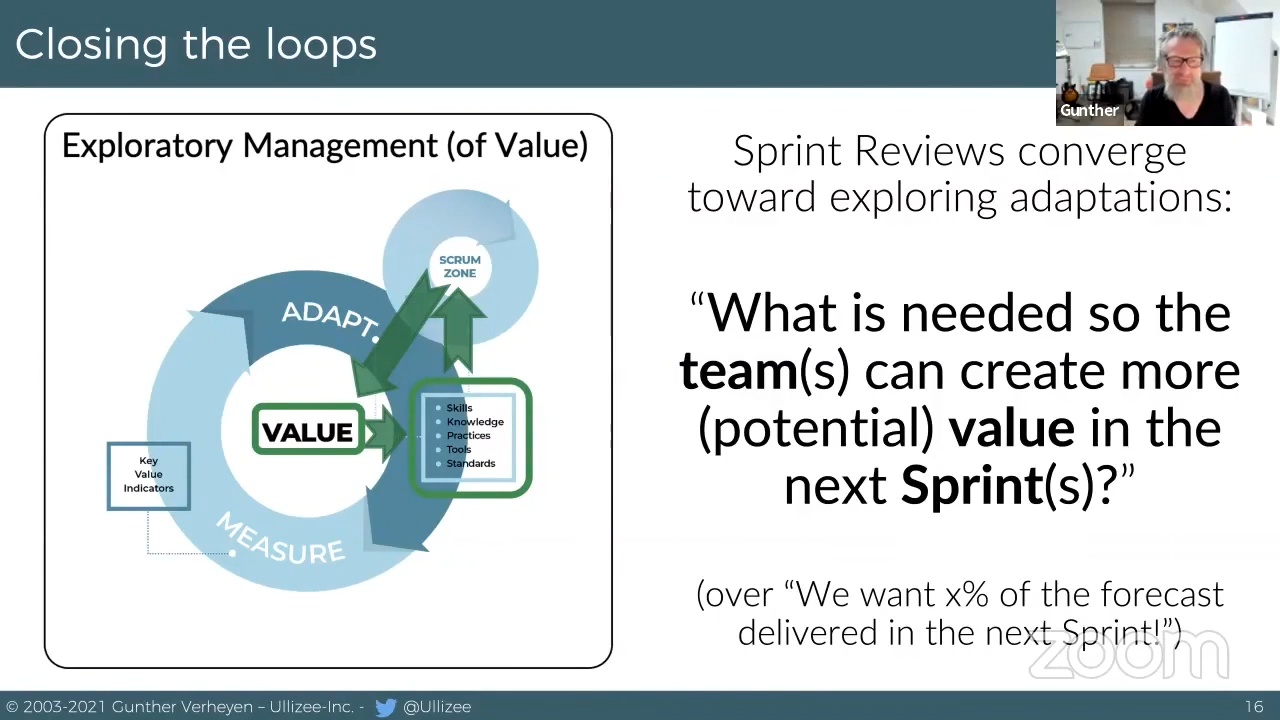 Closing the loops
Gunther
Exploratory Management (of Value)
SCRUM
ZONE
ADAPT
VALUE
Skills
Knowledge
Practices
Tools
Standards
Key
Value
Indicators
MEASURE
Sprint Reviews converge
toward exploring adaptations:
“What is needed so the
team(s) can create more
(potential) value in the
next Sprint(s)?”
(over “We want x% of the forecast
delivered in the next Sprint!”)
zoom
© 2003-2021 Gunther Verheyen – Ullizee-Inc. - @Ullizee
16